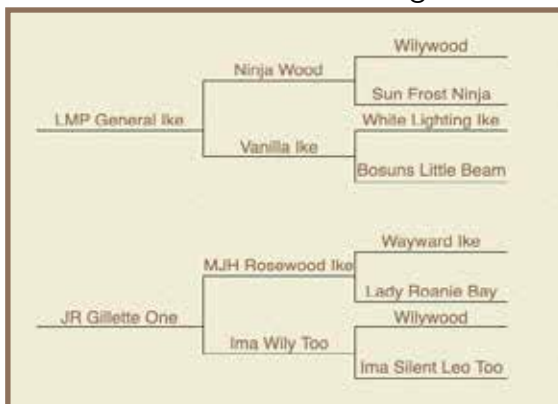 Wilywood
Ninja Wood
Sun Frost Ninja
LMP General Ike
White Lighting Ike
Vanilla Ike
Bosuns Little Beam
Wayward Ike
MJH Rosewood Ike
Lady Roanie Bay
JR Gillette One
Wilywood
Ima Wily Too
Ima Silent Leo Too